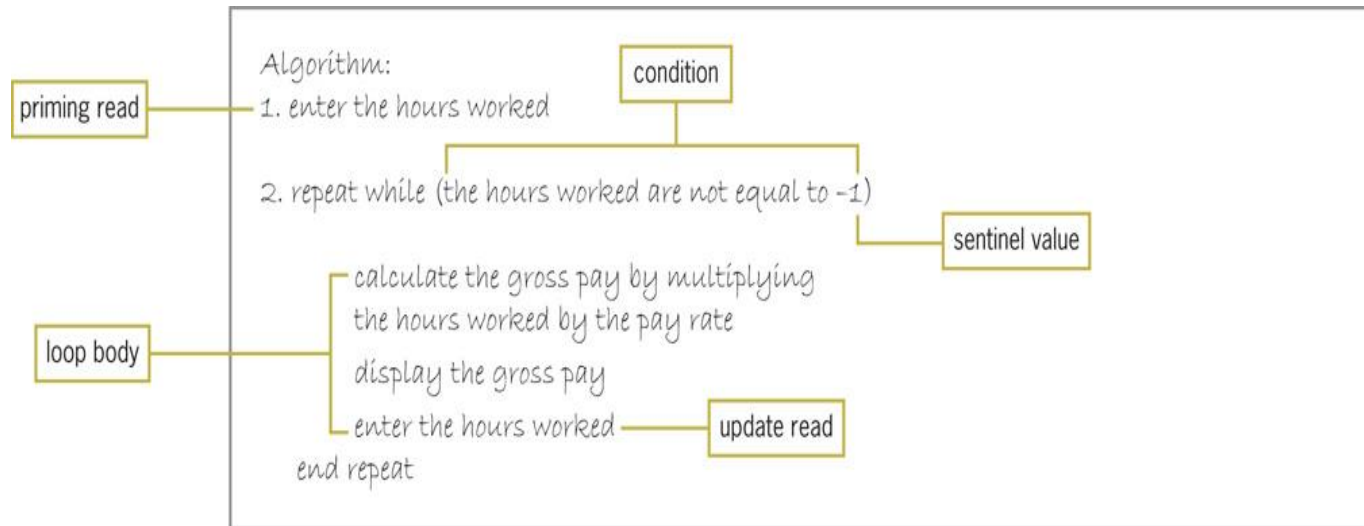 Algorithm:
condition
priming read
1. enter the hours worked
2. repeat while (the hours worked are not equal to -1)
sentinel value
calculate the gross pay by multiplying
the hours worked by the pay rate
loop body
display the gross pay
enter the hours worked
update read
end repeat